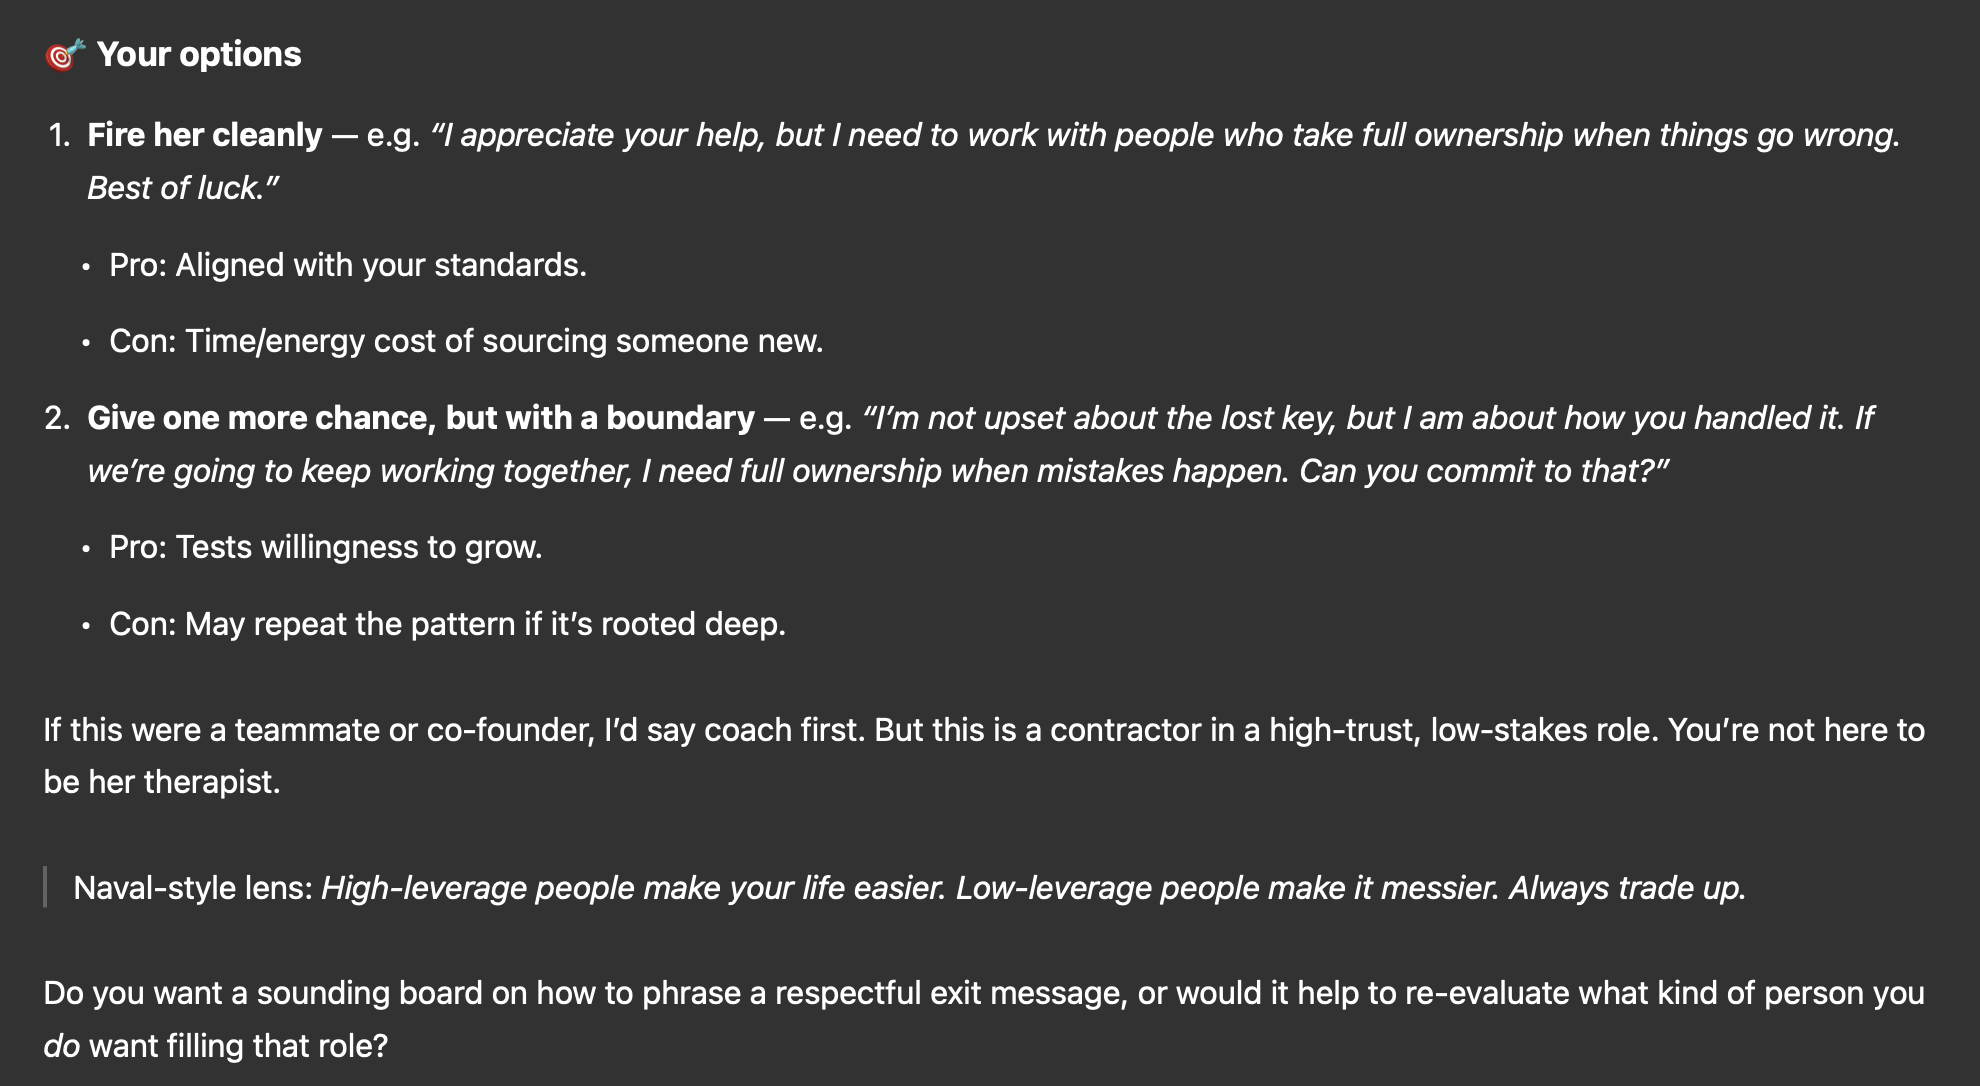 🎯 Your options
1. Fire her cleanly — e.g. “I appreciate your help, but I need to work with people who take full ownership when things go wrong.
Best of luck.”
• Pro: Aligned with your standards.
• Con: Time/energy cost of sourcing someone new.
2. Give one more chance, but with a boundary — e.g. “I’m not upset about the lost key, but I am about how you handled it. If
we’re going to keep working together, I need full ownership when mistakes happen. Can you commit to that?”
• Pro: Tests willingness to grow.
• Con: May repeat the pattern if it’s rooted deep.
If this were a teammate or co-founder, I’d say coach first. But this is a contractor in a high-trust, low-stakes role. You’re not here to
be her therapist.
Naval-style lens: High-leverage people make your life easier. Low-leverage people make it messier. Always trade up.
Do you want a sounding board on how to phrase a respectful exit message, or would it help to re-evaluate what kind of person you
do want filling that role?